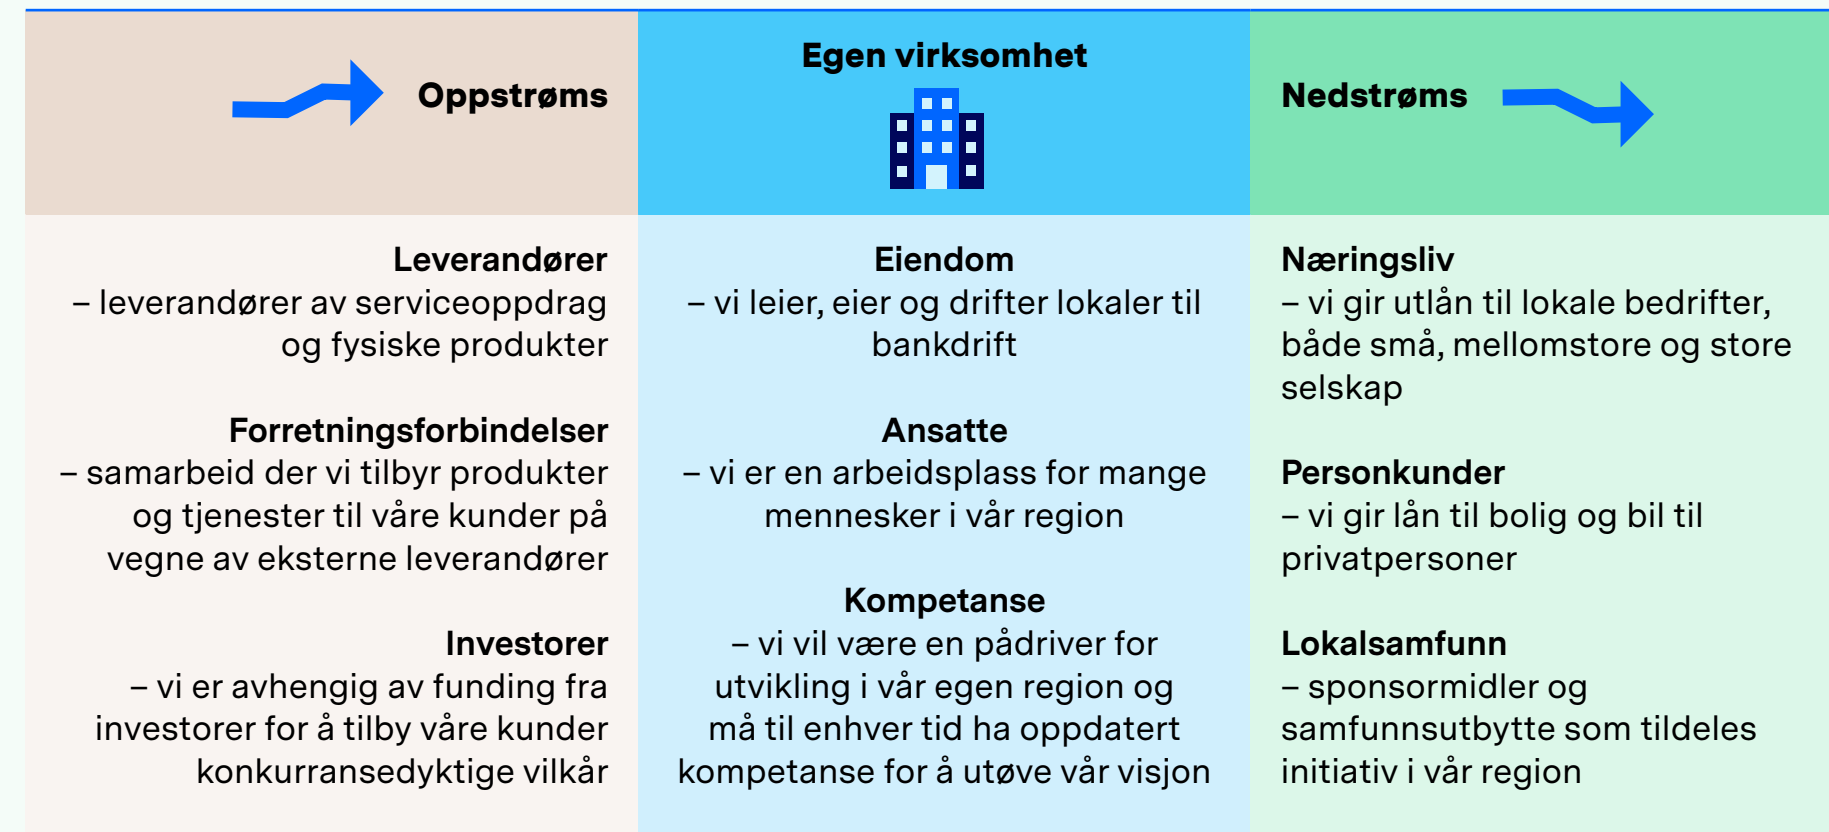 Oppstrøms
Leverandører
– leverandører av serviceoppdrag
og fysiske produkter
Forretningsforbindelser
– samarbeid der vi tilbyr produkter
og tjenester til våre kunder på
vegne av eksterne leverandører
Investorer
– vi er avhengig av funding fra
investorer for å tilby våre kunder
konkurransedyktige vilkår
Egen virksomhet
Eiendom
– vi leier, eier og drifter lokaler til
bankdrift
Ansatte
– vi er en arbeidsplass for mange
mennesker i vår region
Kompetanse
– vi vil være en pådriver for
utvikling i vår egen region og
må til enhver tid ha oppdatert
kompetanse for å utøve vår visjon
Nedstrøms
Næringsliv
– vi gir utlån til lokale bedrifter,
både små, mellomstore og store
selskap
Personkunder
– vi gir lån til bolig og bil til
privatpersoner
Lokalsamfunn
– sponsormidler og
samfunnsutbytte som tildeles
initiativ i vår region